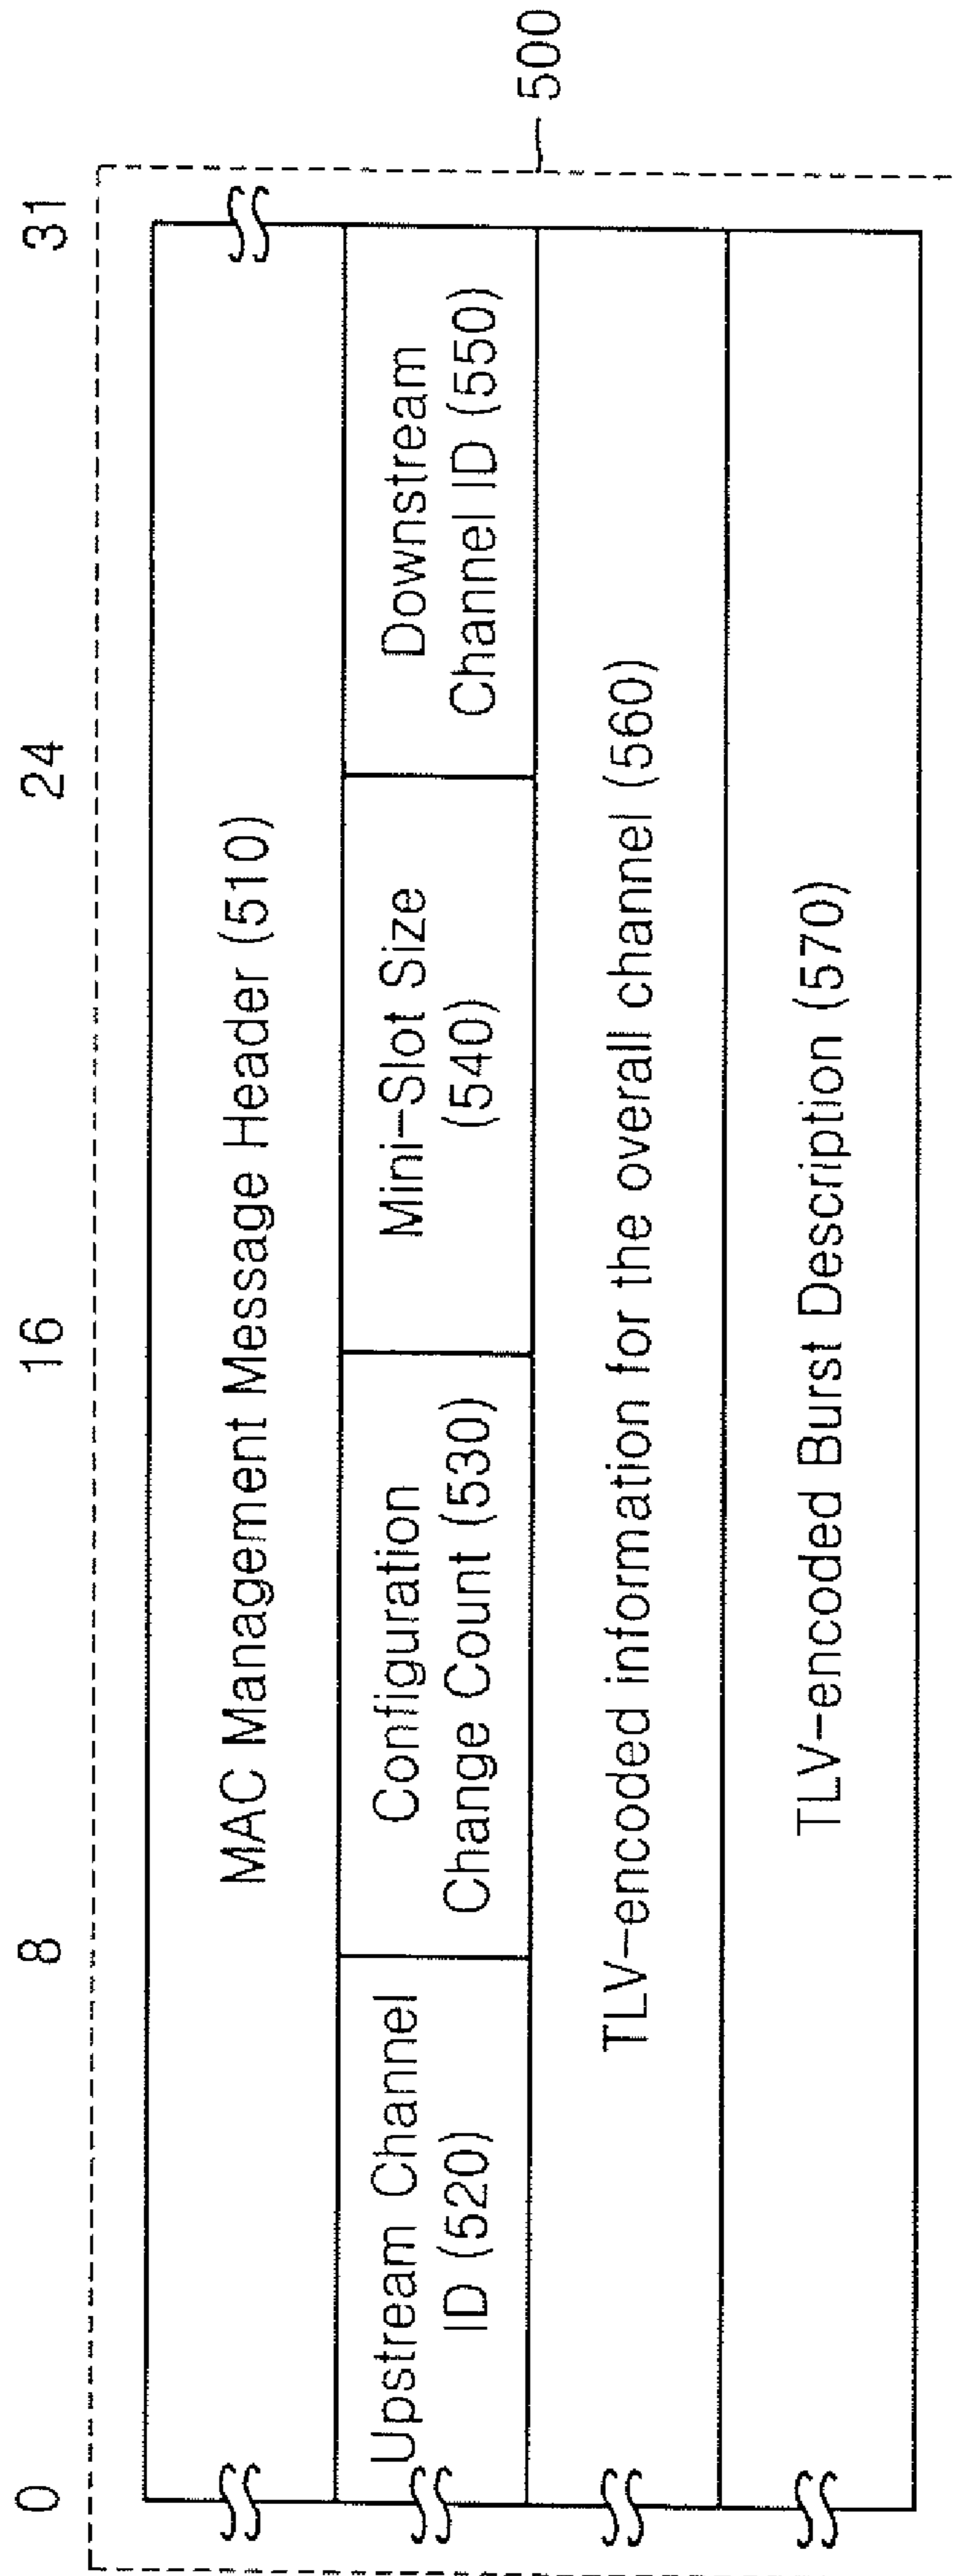 0 8 16 24 31
MAC Management Message Header (510)
Upstream Channel
ID (520)
Configuration
Change Count (530)
Mini-Slot Size
(540)
Downstream
Channel ID (550)
TLV-encoded information for the overall channel (560)
TLV-encoded Burst Description (570)
500